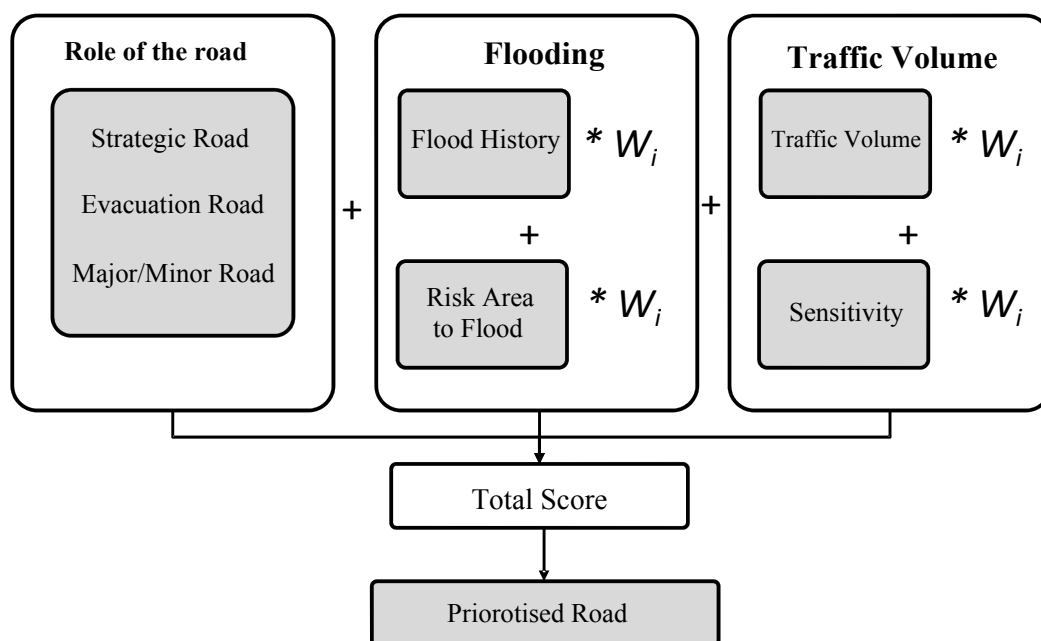 Role of the road
Strategic Road
Evacuation Road
Major/Minor Road
+
Flooding
Flood History
* Wi
+
Risk Area
to Flood
* Wi
+
Traffic Volume
Traffic Volume
* Wi
+
Sensitivity
* Wi
Total Score
Priorotised Road